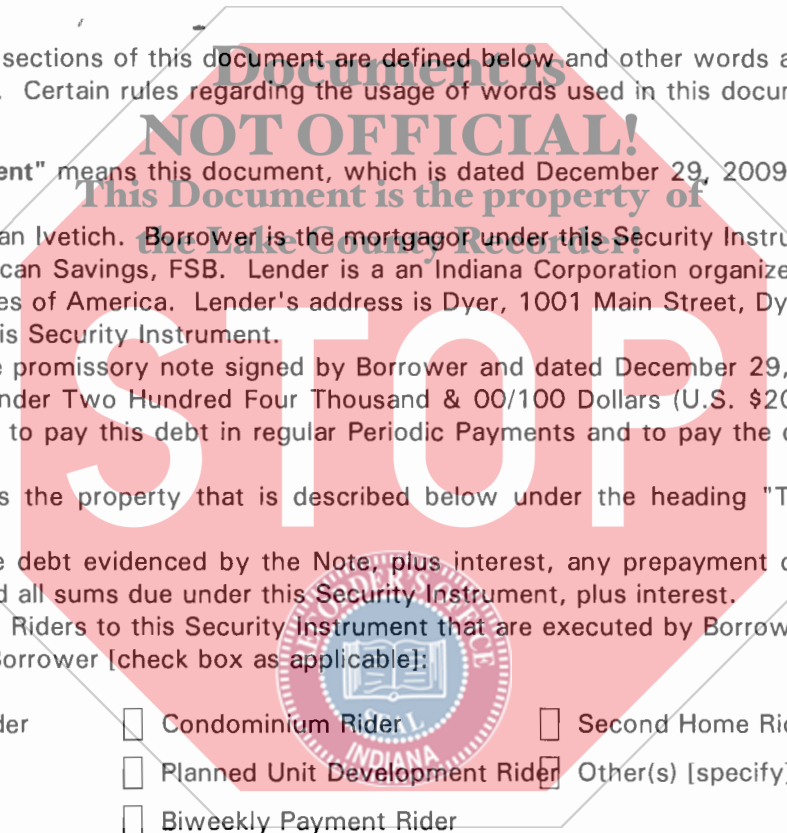 sections of this document are defined below and other words a
Document is
. Certain rules regarding the usage of words used in this docur
NOT OFFICIAL!
ent" means this document, which is dated December 29, 2009
This Document is the property of
an Ivetich. Borrower is the mortgagor under this Security Instru
the Lake County Recorder!
can Savings, FSB. Lender is a an Indiana Corporation organize
es of America. Lender's address is Dyer, 1001 Main Street, Dy
is Security Instrument.
e promissory note signed by Borrower and dated December 29,
nder Two Hundred Four Thousand & 00/100 Dollars (U.S. $20
to pay this debt in regular Periodic Payments and to pay the
STOP
s the property that is described below under the heading "T
e debt evidenced by the Note, plus interest, any prepayment
d all sums due under this Security Instrument, plus interest.
Riders to this Security Instrument that are executed by Borrow
Borrower [check box as applicable]:
RECORDER'S OFFICE
SEAL
INDIANA
der Condominium Rider Second Home Ri
Planned Unit Development Rider Other(s) [specify]
Biweekly Payment Rider